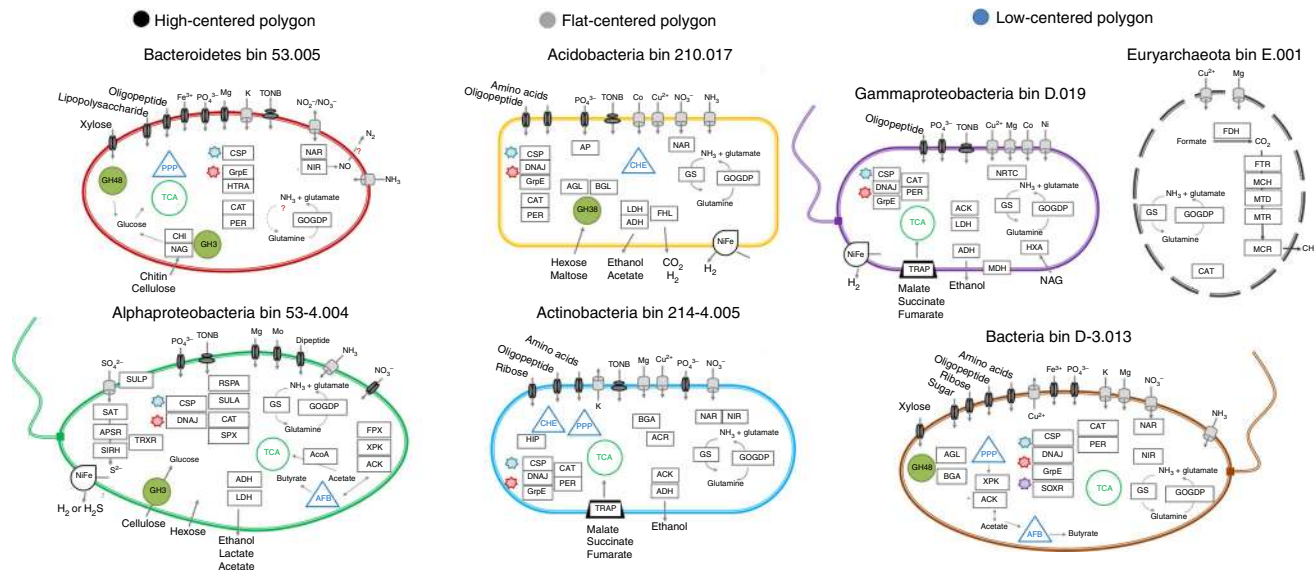 High-centered polygon
Flat-centered polygon
Low-centered polygon
Bacteroidetes bin 53.005
Xylose
Lipopolysaccharide
Oligopeptide
Fe3+
PO43–
Mg
K
TONB
NO2–/NO3–
N2
?
NH3
NAR
NIR
NO
CSP
GrpE
HTRA
CAT
PER
PPP
TCA
GH48
Glucose
CHI
NAG
GH3
NH3 + glutamate
?
GOGDP
Glutamine
Chitin
Cellulose
Acidobacteria bin 210.017
Amino acids
Oligopeptide
PO43–
TONB
Co
Cu2+
NO3–
NH3
CSP
DNAJ
GrpE
CAT
PER
AP
CHE
NAR
NH3 + glutamate
GS
GOGDP
Glutamine
AGL
BGL
GH38
LDH
ADH
FHL
NiFe
H2
Hexose
Maltose
Ethanol
Acetate
CO2
H2
Gammaproteobacteria bin D.019
Oligopeptide
PO43–
TONB
Cu2+
Mg
Co
Ni
CSP
DNAJ
GrpE
CAT
PER
NRTC
NH3 + glutamate
GS
GOGDP
Glutamine
TCA
ACK
LDH
ADH
HXA
NiFe
H2
TRAP
MDH
Malate
Succinate
Fumarate
Ethanol
NAG
Euryarchaeota bin E.001
Cu2+
Mg
FDH
Formate
CO2
FTR
MCH
MTD
MTR
MCR
CH
NH3 + glutamate
GS
GOGDP
Glutamine
CAT
Alphaproteobacteria bin 53-4.004
SO42–
PO43–
TONB
Mg
Mo
Dipeptide
NH3
NO3–
SULP
SAT
APSR
SIRH
TRXR
S2–
NiFe
H2 or H2S
RSPA
CSP
SULA
DNAJ
CAT
SPX
NH3 + glutamate
GS
GOGDP
Glutamine
FPX
XPK
ACK
TCA
AcoA
Butyrate
Acetate
AFB
Glucose
GH3
Cellulose
Hexose
ADH
LDH
Ethanol
Lactate
Acetate
Actinobacteria bin 214-4.005
Amino acids
Oligopeptide
Ribose
K
TONB
Mg
Cu2+
PO43–
NO3–
CHE
PPP
HIP
BGA
ACR
NAR
NIR
NH3 + glutamate
GS
GOGDP
Glutamine
CSP
DNAJ
GrpE
CAT
PER
TCA
ACK
ADH
TRAP
Malate
Succinate
Fumarate
Ethanol
Bacteria bin D-3.013
Xylose
Sugar
Ribose
Oligopeptide
Amino acids
Cu2+
Fe3+
PO43–
K
Mg
NO3–
NH3
GH48
AGL
BGA
PPP
XPK
ACK
Acetate
AFB
Butyrate
CSP
DNAJ
GrpE
SOXR
CAT
PER
TCA
NAR
NIR
NH3 + glutamate
GS
GOGDP
Glutamine